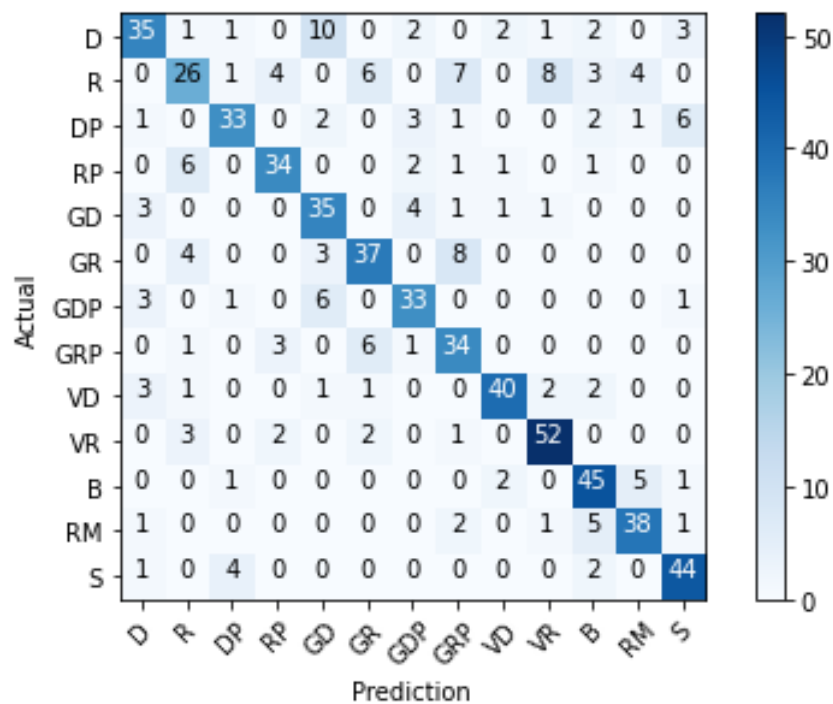 D 35 1 1 0 10 0 2 0 2 1 2 0 3
R 0 26 1 4 0 6 0 7 0 8 3 4 0
DP 1 0 33 0 2 0 3 1 0 0 2 1 6
RP 0 6 0 34 0 0 2 1 1 0 1 0 0
GD 3 0 0 0 35 0 4 1 1 1 0 0 0
GR 0 4 0 0 3 37 0 8 0 0 0 0 0
GDP 3 0 1 0 6 0 33 0 0 0 0 0 1
GRP 0 1 0 3 0 6 1 34 0 0 0 0 0
VD 3 1 0 0 1 1 0 0 40 2 2 0 0
VR 0 3 0 2 0 2 0 1 0 52 0 0 0
B 0 0 1 0 0 0 0 0 2 0 45 5 1
RM 1 0 0 0 0 0 0 2 0 1 5 38 1
S 1 0 4 0 0 0 0 0 0 0 2 0 44
D R DP RP GD GR GDP GRP VD VR B RM S
Prediction
Actual
50
40
30
20
10
0